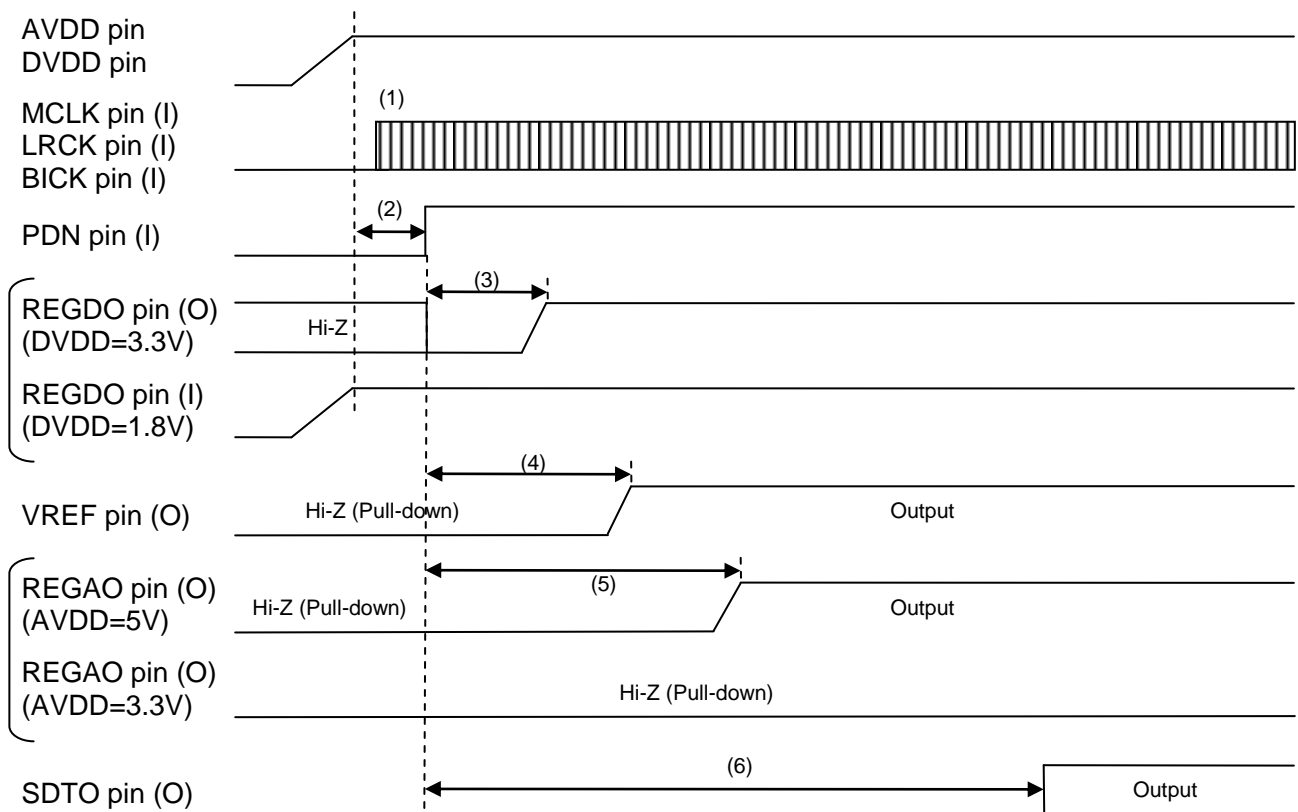 AVDD pin
DVDD pin
(1)
MCLK pin (I)
LRCK pin (I)
BICK pin (I)
(2)
PDN pin (I)
(3)
REGDO pin (O)
(DVDD=3.3V)
Hi-Z
REGDO pin (I)
(DVDD=1.8V)
(4)
VREF pin (O)
Hi-Z (Pull-down)
Output
(5)
REGAO pin (O)
(AVDD=5V)
Hi-Z (Pull-down)
Output
REGAO pin (O)
(AVDD=3.3V)
Hi-Z (Pull-down)
(6)
SDTO pin (O)
Output